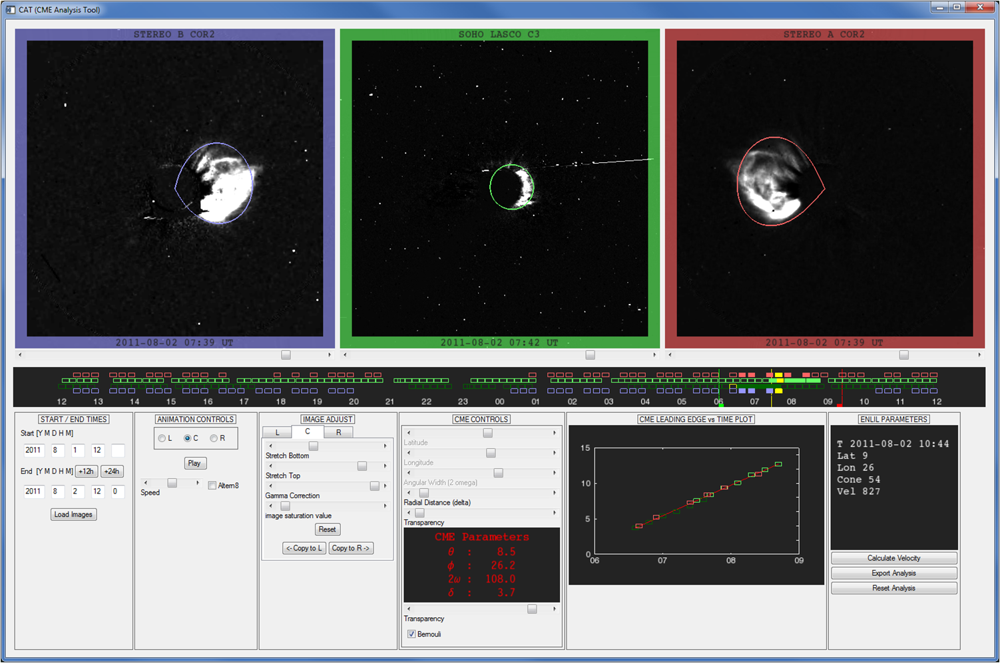 CAT (CME Analysis Tool)
STEREO B COR2
SOHO LASCO C3
STEREO A COR2
2011-08-02 07:39 UT
2011-08-02 07:42 UT
2011-08-02 07:39 UT
12 13 14 15 16 17 18 19 20 21 22 23 00 01 02 03 04 05 06 07 08 09 10 11 12
START / END TIMES
Start [Y M D H M]
2011 8 1 12
End [Y M D H M] +12h +24h
2011 8 2 12 0
Load Images
ANIMATION CONTROLS
L C R
Play
Speed
Altern8
IMAGE ADJUST
L C R
Stretch Bottom
Stretch Top
Gamma Correction
image saturation value
Reset
<- Copy to L Copy to R ->
CME CONTROLS
Latitude
Longitude
Angular Width (2 omega)
Radial Distance (delta)
Transparency
CME Parameters
θ : 8.5
ϕ : 26.2
2ω : 108.0
δ : 3.7
Transparency
Bernouli
CME LEADING EDGE vs TIME PLOT
15
10
5
0
06 07 08 09
ENLIL PARAMETERS
T 2011-08-02 10:44
Lat 9
Lon 26
Cone 54
Vel 827
Calculate Velocity
Export Analysis
Reset Analysis